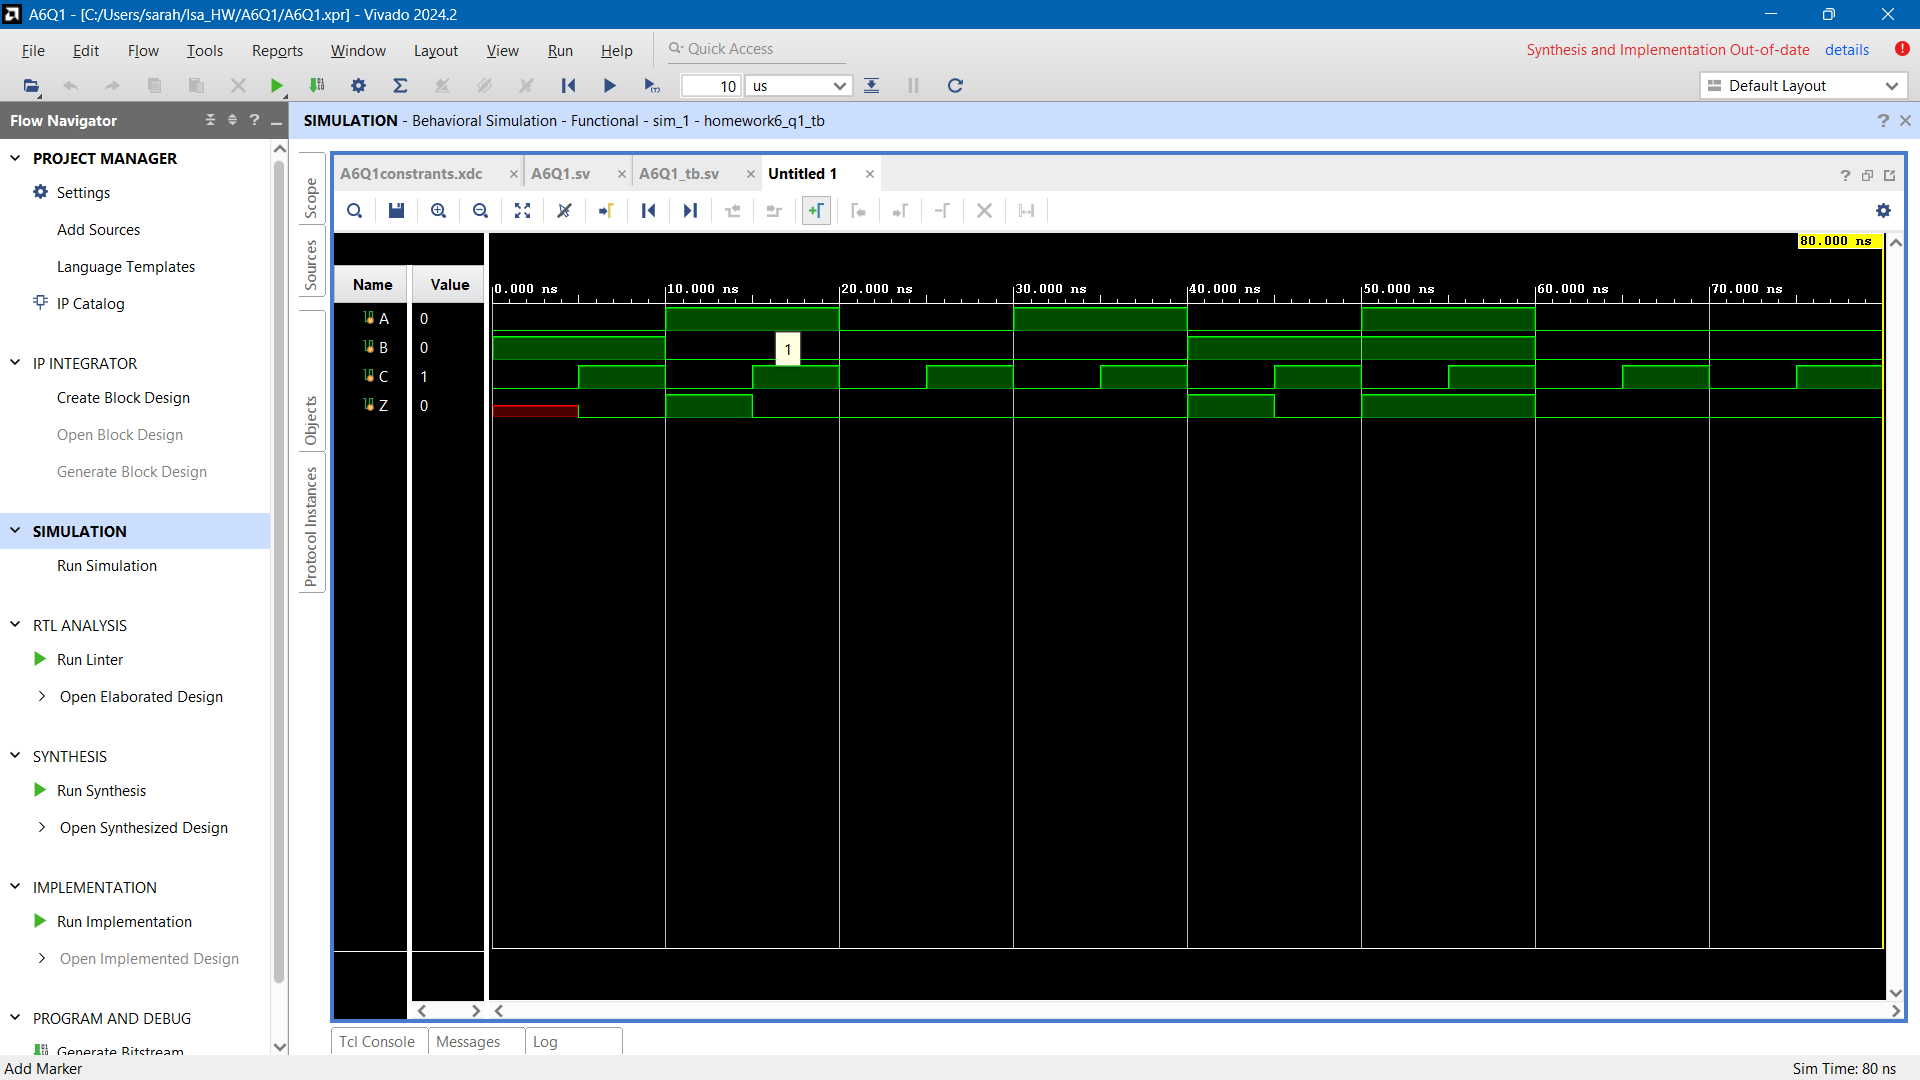 A6Q1 - [C:/Users/sarah/Isa_HW/A6Q1/A6Q1.xpr] - Vivado 2024.2
File Edit Flow Tools Reports Window Layout View Run Help Quick Access
Synthesis and Implementation Out-of-date details
10 us
Default Layout
Flow Navigator
SIMULATION - Behavioral Simulation - Functional - sim_1 - homework6_q1_tb
PROJECT MANAGER
Settings
Add Sources
Language Templates
IP Catalog
IP INTEGRATOR
Create Block Design
Open Block Design
Generate Block Design
SIMULATION
Run Simulation
RTL ANALYSIS
Run Linter
Open Elaborated Design
SYNTHESIS
Run Synthesis
Open Synthesized Design
IMPLEMENTATION
Run Implementation
Open Implemented Design
PROGRAM AND DEBUG
Generate Bitstream
Scope
Sources
Objects
Protocol Instances
A6Q1constrants.xdc A6Q1.sv A6Q1_tb.sv Untitled 1
80.000 ns
Name Value
0.000 ns 10.000 ns 20.000 ns 30.000 ns 40.000 ns 50.000 ns 60.000 ns 70.000 ns
A 0
B 0
1
C 1
Z 0
Tcl Console Messages Log
Add Marker
Sim Time: 80 ns